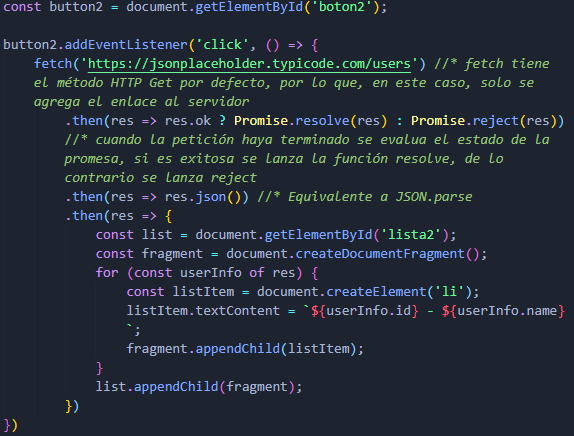 const button2 = document.getElementById('boton2');
button2.addEventListener('click', () => {
fetch('https://jsonplaceholder.typicode.com/users') //* fetch tiene
el método HTTP Get por defecto, por lo que, en este caso, solo se
agrega el enlace al servidor
.then(res => res.ok ? Promise.resolve(res) : Promise.reject(res))
//* cuando la petición haya terminado se evalua el estado de la
promesa, si es exitosa se lanza la función resolve, de lo
contrario se lanza reject
.then(res => res.json()) //* Equivalente a JSON.parse
.then(res => {
const list = document.getElementById('lista2');
const fragment = document.createDocumentFragment();
for (const userInfo of res) {
const listItem = document.createElement('li');
listItem.textContent = `${userInfo.id} - ${userInfo.name}
`;
fragment.appendChild(listItem);
}
list.appendChild(fragment);
})
})